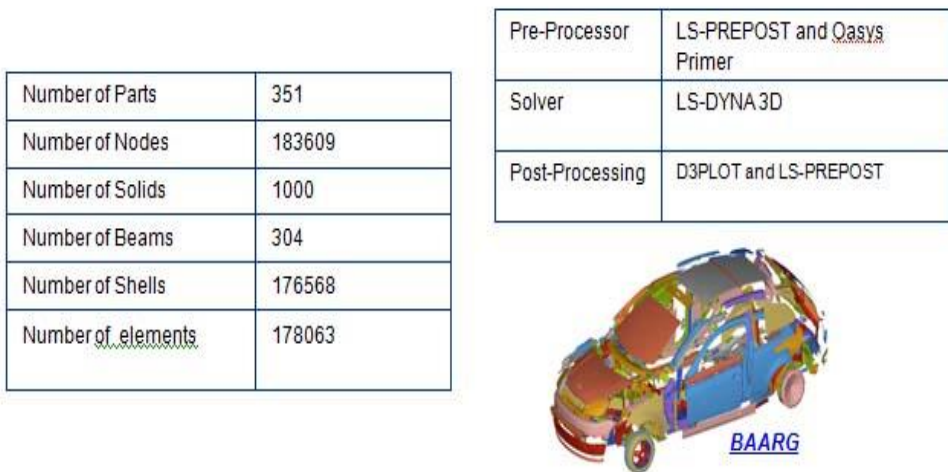 Number of Parts 351
Number of Nodes 183609
Number of Solids 1000
Number of Beams 304
Number of Shells 176568
Number of elements 178063
Pre-Processor LS-PREPOST and Oasys
Primer
Solver LS-DYNA 3D
Post-Processing D3PLOT and LS-PREPOST
BAARG